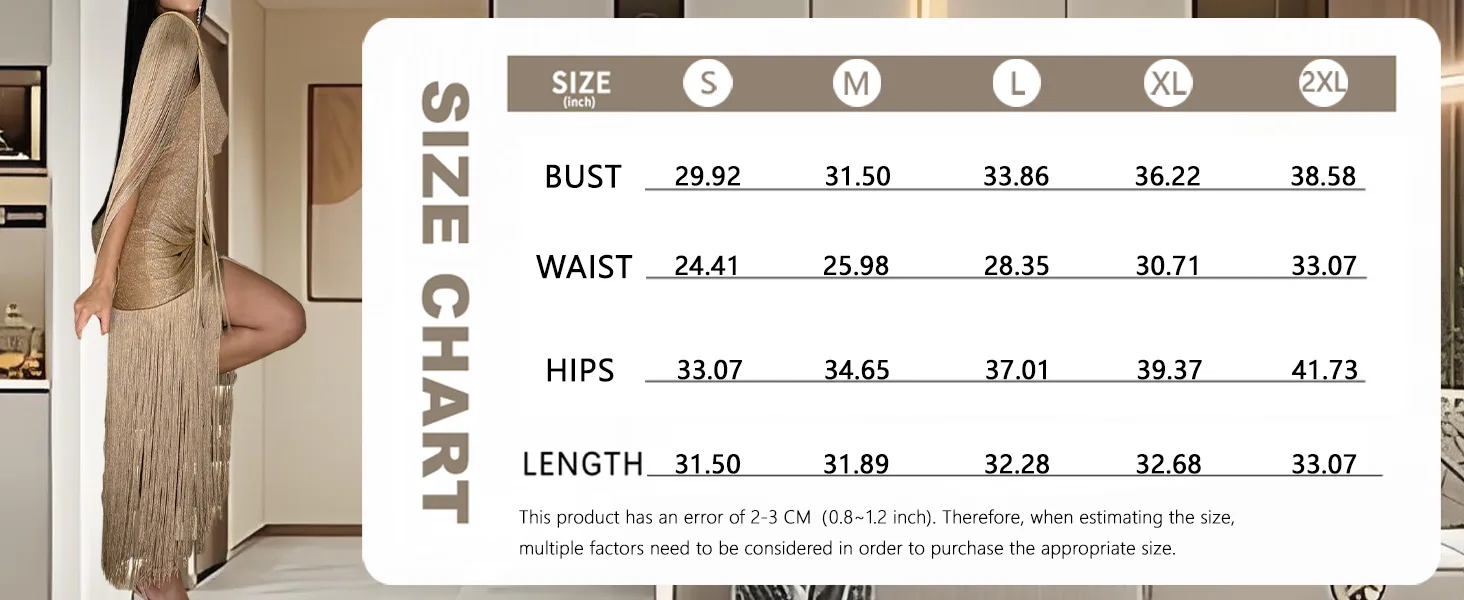 SIZE CHART
SIZE S M L XL 2XL
(inch)
BUST 29.92 31.50 33.86 36.22 38.58
WAIST 24.41 25.98 28.35 30.71 33.07
HIPS 33.07 34.65 37.01 39.37 41.73
LENGTH 31.50 31.89 32.28 32.68 33.07
This product has an error of 2-3 CM (0.8~1.2 inch). Therefore, when estimating the size,
multiple factors need to be considered in order to purchase the appropriate size.